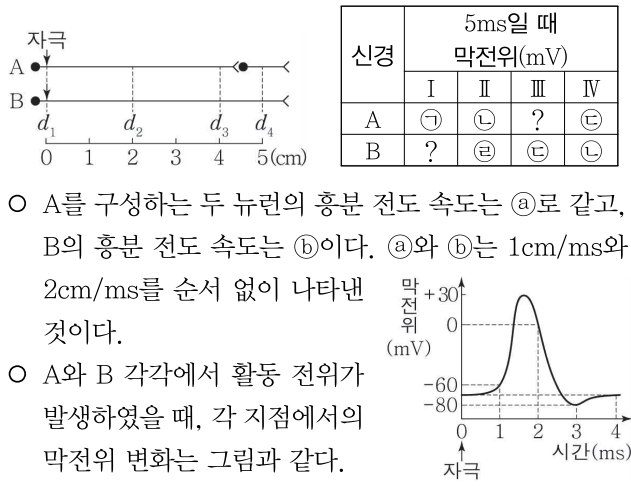 자극
A
B
d₁ d₂ d₃ d₄
0 1 2 3 4 5(cm)
신경 5ms일 때 막전위(mV)
Ⅰ Ⅱ Ⅲ Ⅳ
A ㉠ ㉡ ? ㉢
B ? ㉣ ㉢ ㉡
○ A를 구성하는 두 뉴런의 흥분 전도 속도는 ⓐ로 같고,
B의 흥분 전도 속도는 ⓑ이다. ⓐ와 ⓑ는 1cm/ms와
2cm/ms를 순서 없이 나타낸
것이다.
○ A와 B 각각에서 활동 전위가
발생하였을 때, 각 지점에서의
막전위 변화는 그림과 같다.
막전위(mV)
+30
0
-60
-80
0 1 2 3 4
시간(ms)
자극